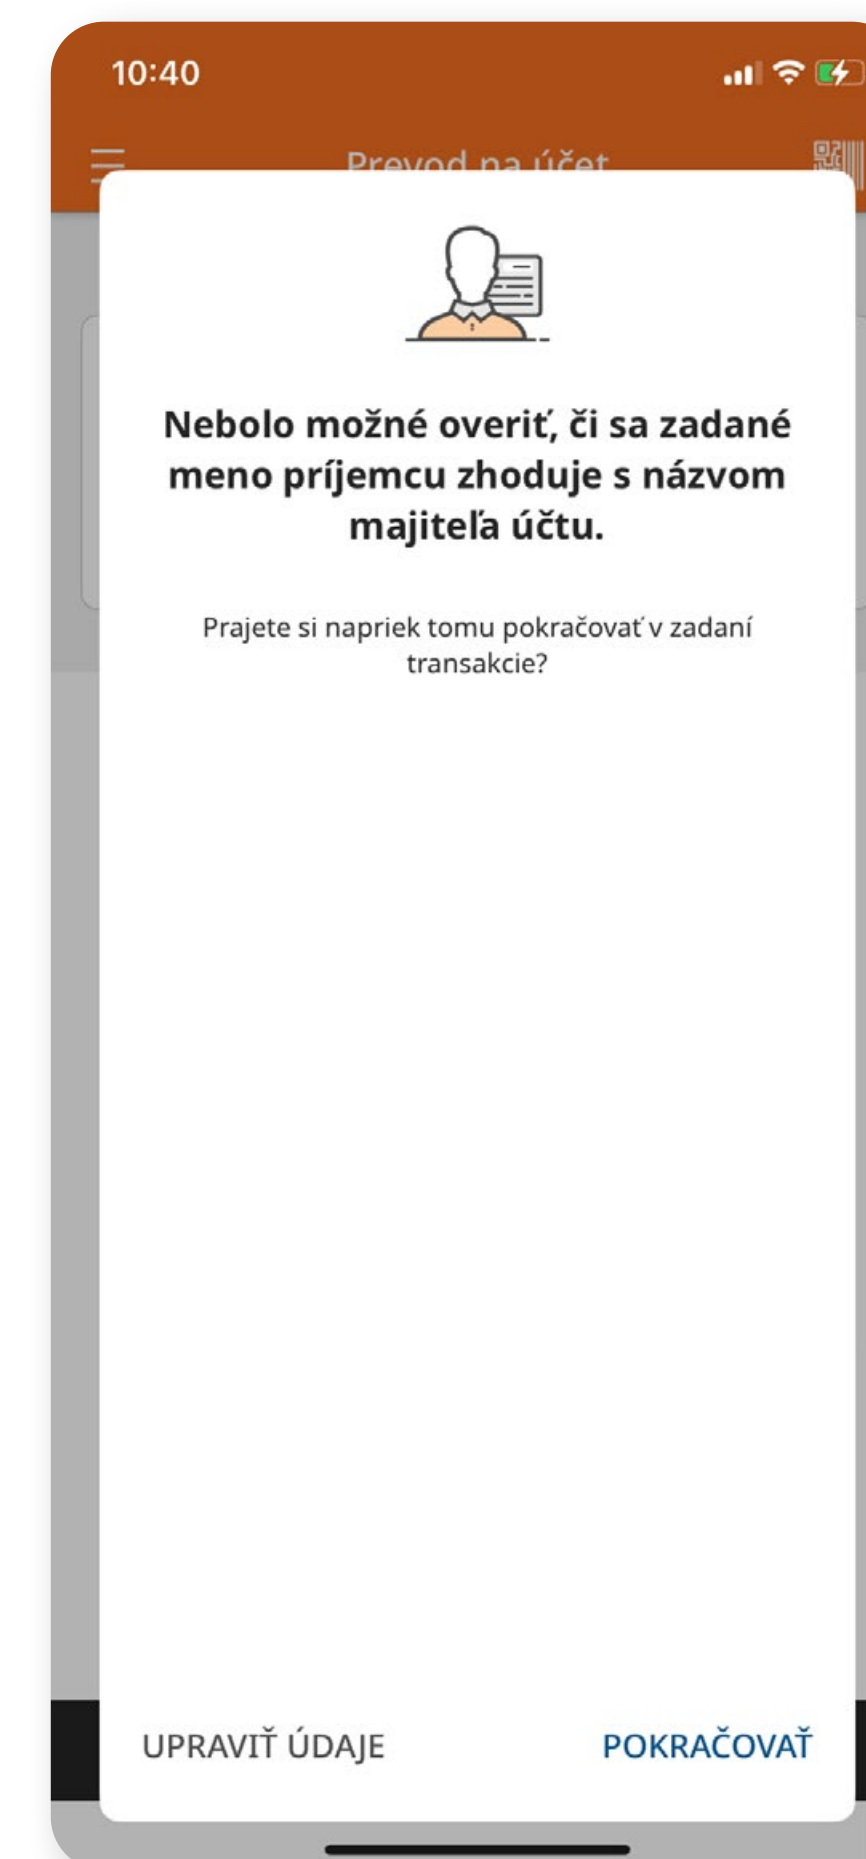 10:40
Prevod na účet
Nebolo možné overiť, či sa zadané
meno príjemcu zhoduje s názvom
majiteľa účtu.
Prajete si napriek tomu pokračovať v zadaní
transakcie?
UPRAVIŤ ÚDAJE
POKRAČOVAŤ